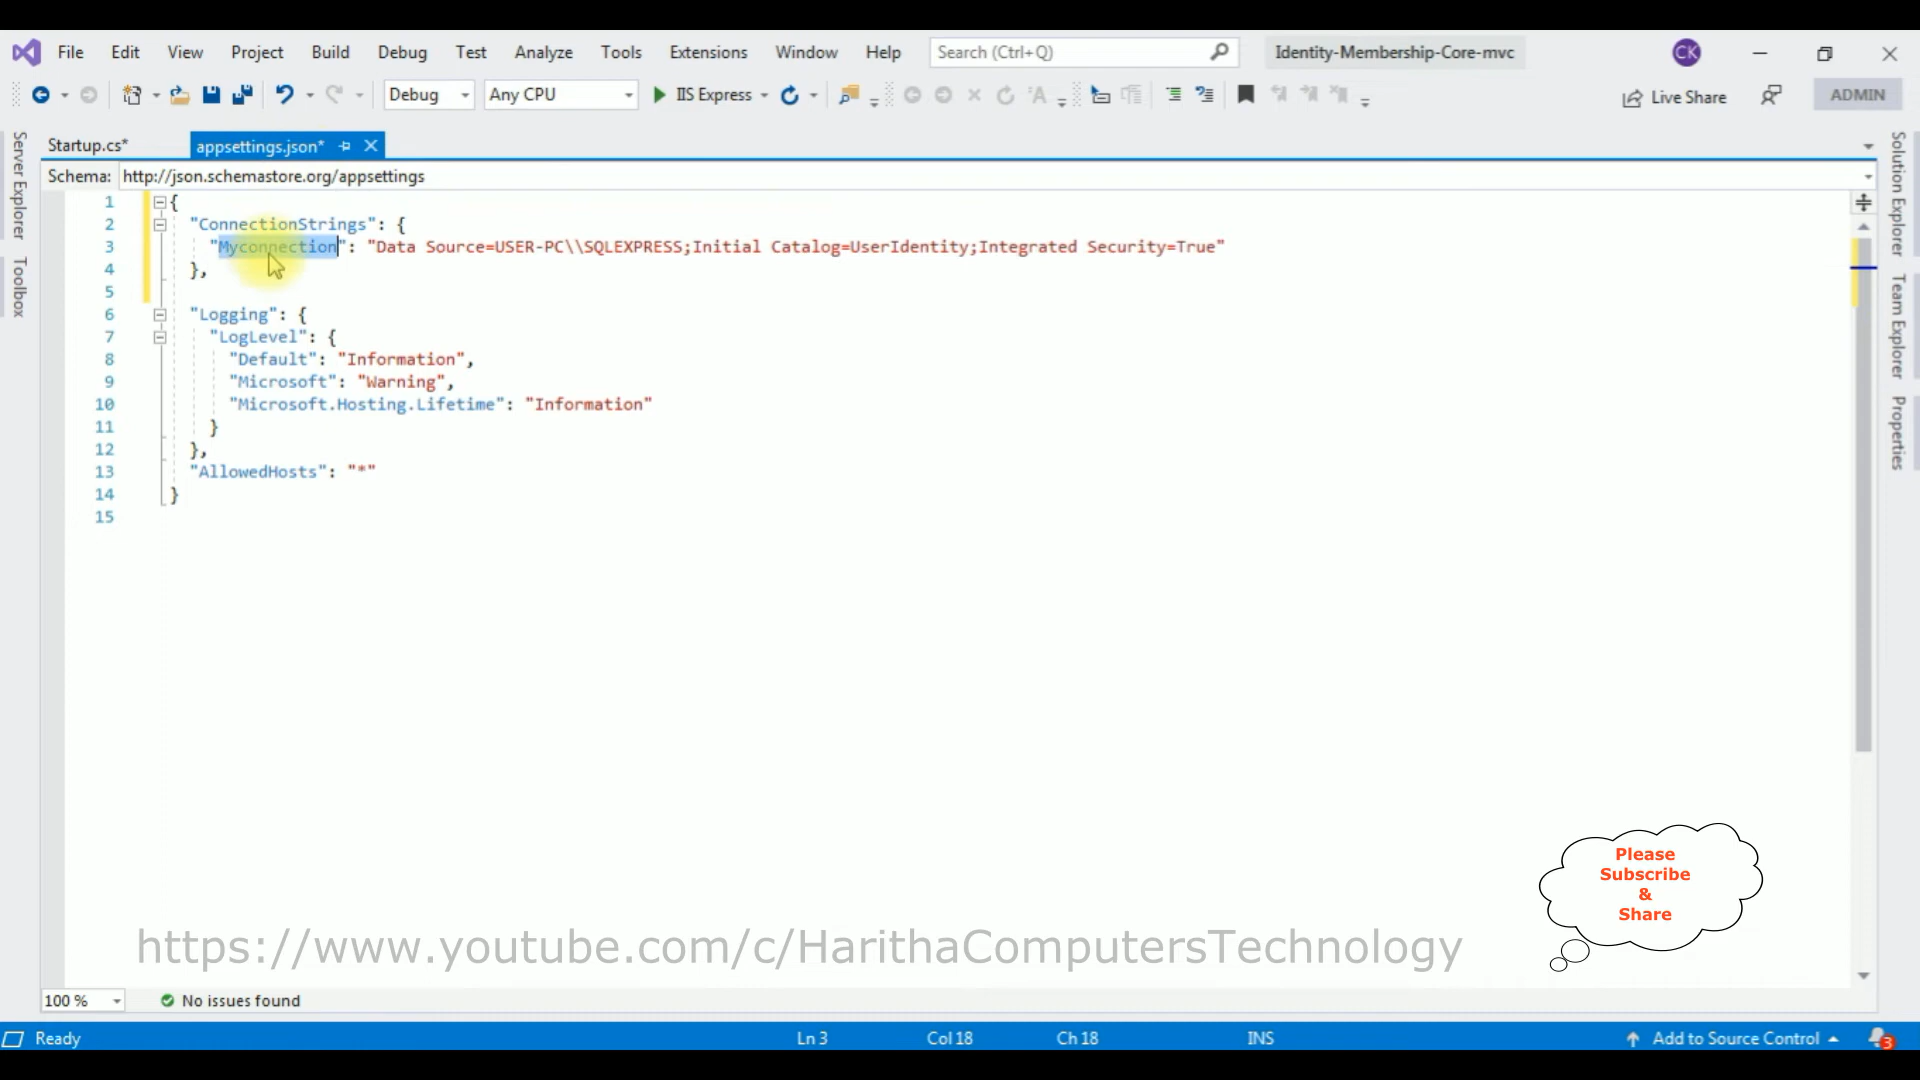 File Edit View Project Build Debug Test Analyze Tools Extensions Window Help Search (Ctrl+Q) Identity-Membership-Core-mvc CK
Debug Any CPU IIS Express Live Share ADMIN
Startup.cs* appsettings.json*
Schema: http://json.schemastore.org/appsettings
1 {
2 "ConnectionStrings": {
3 "Myconnection": "Data Source=USER-PC\\SQLEXPRESS;Initial Catalog=UserIdentity;Integrated Security=True"
4 },
5
6 "Logging": {
7 "LogLevel": {
8 "Default": "Information",
9 "Microsoft": "Warning",
10 "Microsoft.Hosting.Lifetime": "Information"
11 }
12 },
13 "AllowedHosts": "*"
14 }
15
Server Explorer
Toolbox
Solution Explorer
Team Explorer
Properties
Please
Subscribe
&
Share
https://www.youtube.com/c/HarithaComputersTechnology
100 % No issues found
Ready Ln 3 Col 18 Ch 18 INS Add to Source Control 3